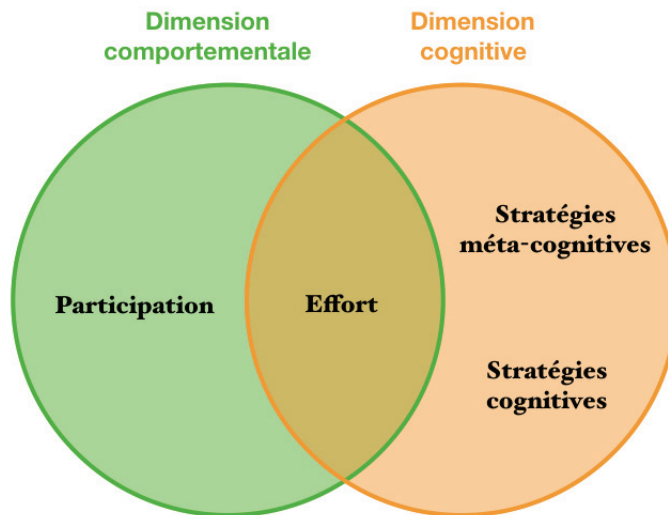 Dimension
comportementale
Dimension
cognitive
Stratégies
méta-cognitives
Participation
Effort
Stratégies
cognitives